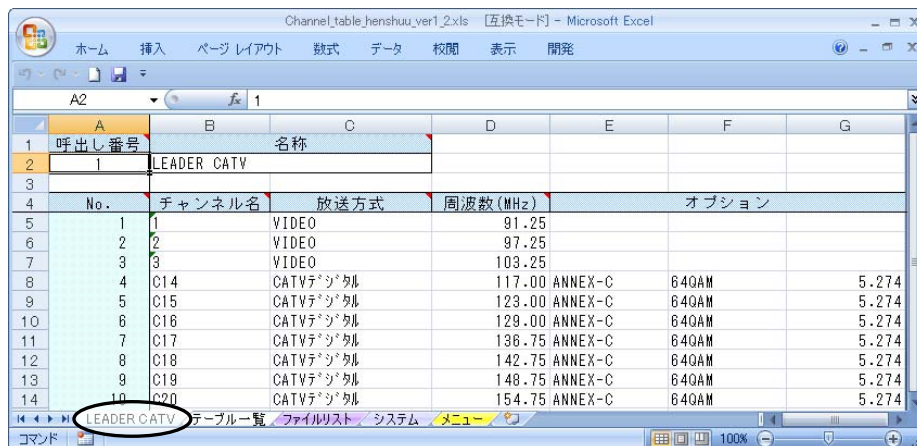 Channel_table_henshuu_ver1_2.xls [互換モード] - Microsoft Excel
ホーム 挿入 ページ レイアウト 数式 データ 校閲 表示 開発
A2 fx 1
A B C D E F G
1 呼出し番号 名称
2 1 LEADER CATV
3
4 No. チャンネル名 放送方式 周波数(MHz) オプション
5 1 1 VIDEO 91.25
6 2 2 VIDEO 97.25
7 3 3 VIDEO 103.25
8 4 C14 CATVﾃﾞｼﾞﾀﾙ 117.00 ANNEX-C 64QAM 5.274
9 5 C15 CATVﾃﾞｼﾞﾀﾙ 123.00 ANNEX-C 64QAM 5.274
10 6 C16 CATVﾃﾞｼﾞﾀﾙ 129.00 ANNEX-C 64QAM 5.274
11 7 C17 CATVﾃﾞｼﾞﾀﾙ 136.75 ANNEX-C 64QAM 5.274
12 8 C18 CATVﾃﾞｼﾞﾀﾙ 142.75 ANNEX-C 64QAM 5.274
13 9 C19 CATVﾃﾞｼﾞﾀﾙ 148.75 ANNEX-C 64QAM 5.274
14 10 C20 CATVﾃﾞｼﾞﾀﾙ 154.75 ANNEX-C 64QAM 5.274
LEADER CATV テーブル一覧 ファイルリスト システム メニュー
コマンド 100%